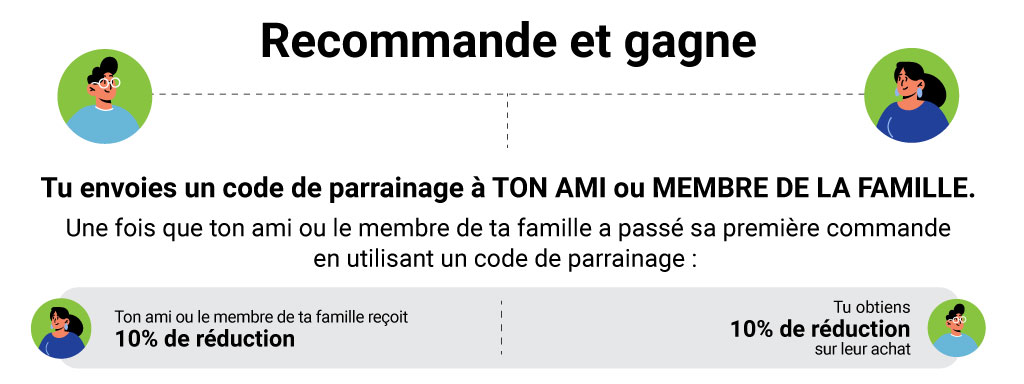 Recommande et gagne
Tu envoies un code de parrainage à TON AMI ou MEMBRE DE LA FAMILLE.
Une fois que ton ami ou le membre de ta famille a passé sa première commande
en utilisant un code de parrainage :
Ton ami ou le membre de ta famille reçoit
10% de réduction
Tu obtiens
10% de réduction
sur leur achat